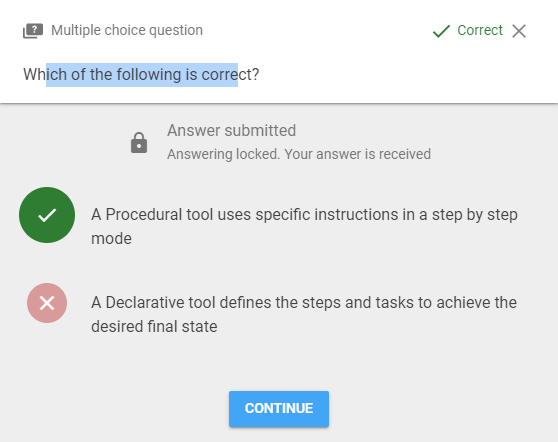 Multiple choice question
Correct
Which of the following is correct?
Answer submitted
Answering locked. Your answer is received
A Procedural tool uses specific instructions in a step by step
mode
A Declarative tool defines the steps and tasks to achieve the
desired final state
CONTINUE